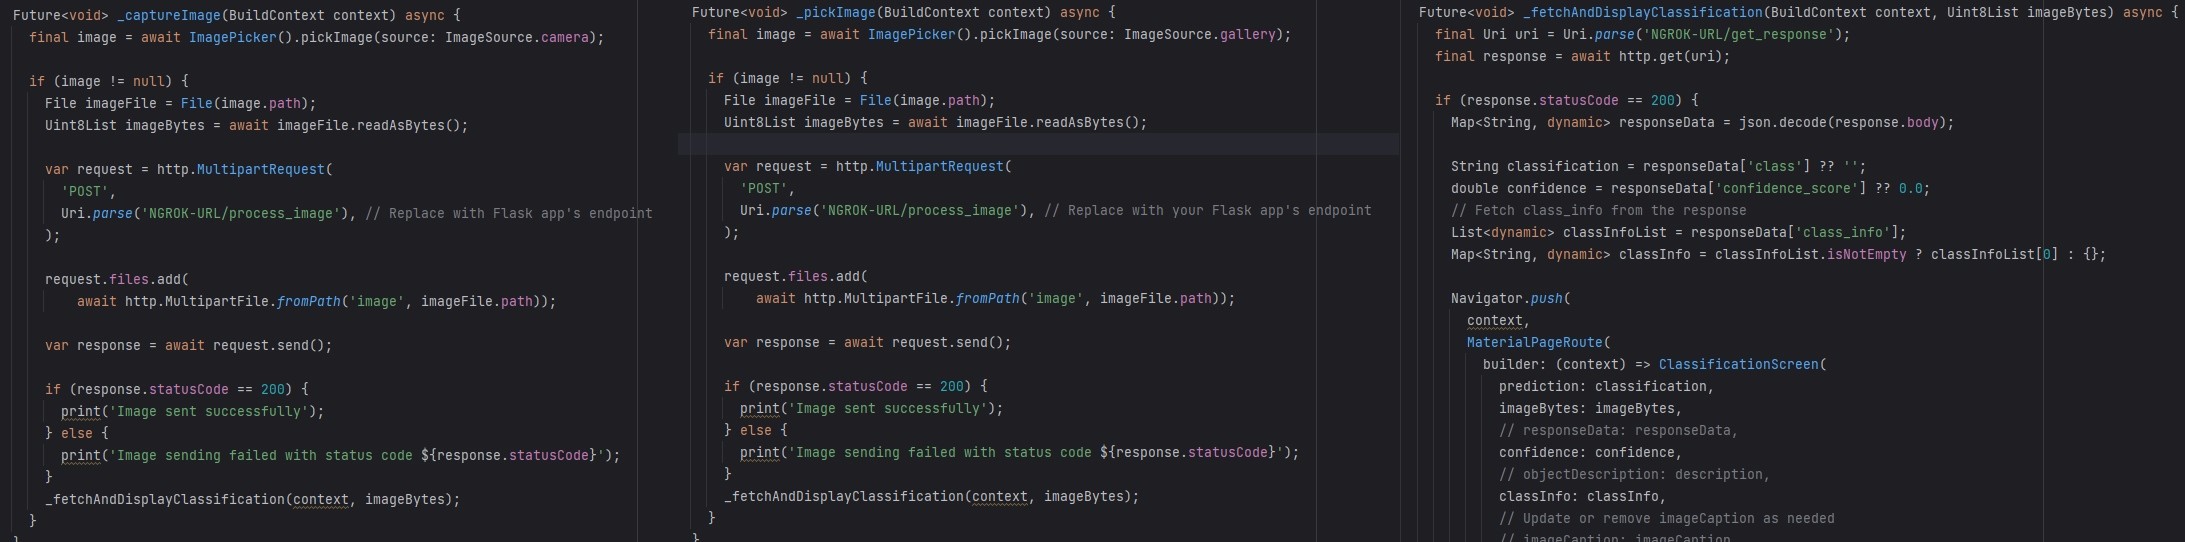 Future<void> _captureImage(BuildContext context) async {
final image = await ImagePicker().pickImage(source: ImageSource.camera);
if (image != null) {
File imageFile = File(image.path);
Uint8List imageBytes = await imageFile.readAsBytes();
var request = http.MultipartRequest(
'POST',
Uri.parse('NGROK-URL/process_image'), // Replace with Flask app's endpoint
);
request.files.add(
await http.MultipartFile.fromPath('image', imageFile.path));
var response = await request.send();
if (response.statusCode == 200) {
print('Image sent successfully');
} else {
print('Image sending failed with status code ${response.statusCode}');
}
_fetchAndDisplayClassification(context, imageBytes);
}
}
Future<void> _pickImage(BuildContext context) async {
final image = await ImagePicker().pickImage(source: ImageSource.gallery);
if (image != null) {
File imageFile = File(image.path);
Uint8List imageBytes = await imageFile.readAsBytes();
var request = http.MultipartRequest(
'POST',
Uri.parse('NGROK-URL/process_image'), // Replace with your Flask app's endpoint
);
request.files.add(
await http.MultipartFile.fromPath('image', imageFile.path));
var response = await request.send();
if (response.statusCode == 200) {
print('Image sent successfully');
} else {
print('Image sending failed with status code ${response.statusCode}');
}
_fetchAndDisplayClassification(context, imageBytes);
}
}
Future<void> _fetchAndDisplayClassification(BuildContext context, Uint8List imageBytes) async {
final Uri uri = Uri.parse('NGROK-URL/get_response');
final response = await http.get(uri);
if (response.statusCode == 200) {
Map<String, dynamic> responseData = json.decode(response.body);
String classification = responseData['class'] ?? '';
double confidence = responseData['confidence_score'] ?? 0.0;
// Fetch class_info from the response
List<dynamic> classInfoList = responseData['class_info'];
Map<String, dynamic> classInfo = classInfoList.isNotEmpty ? classInfoList[0] : {};
Navigator.push(
context,
MaterialPageRoute(
builder: (context) => ClassificationScreen(
prediction: classification,
imageBytes: imageBytes,
// responseData: responseData,
confidence: confidence,
// objectDescription: description,
classInfo: classInfo,
// Update or remove imageCaption as needed
// imageCaption: imageCaption